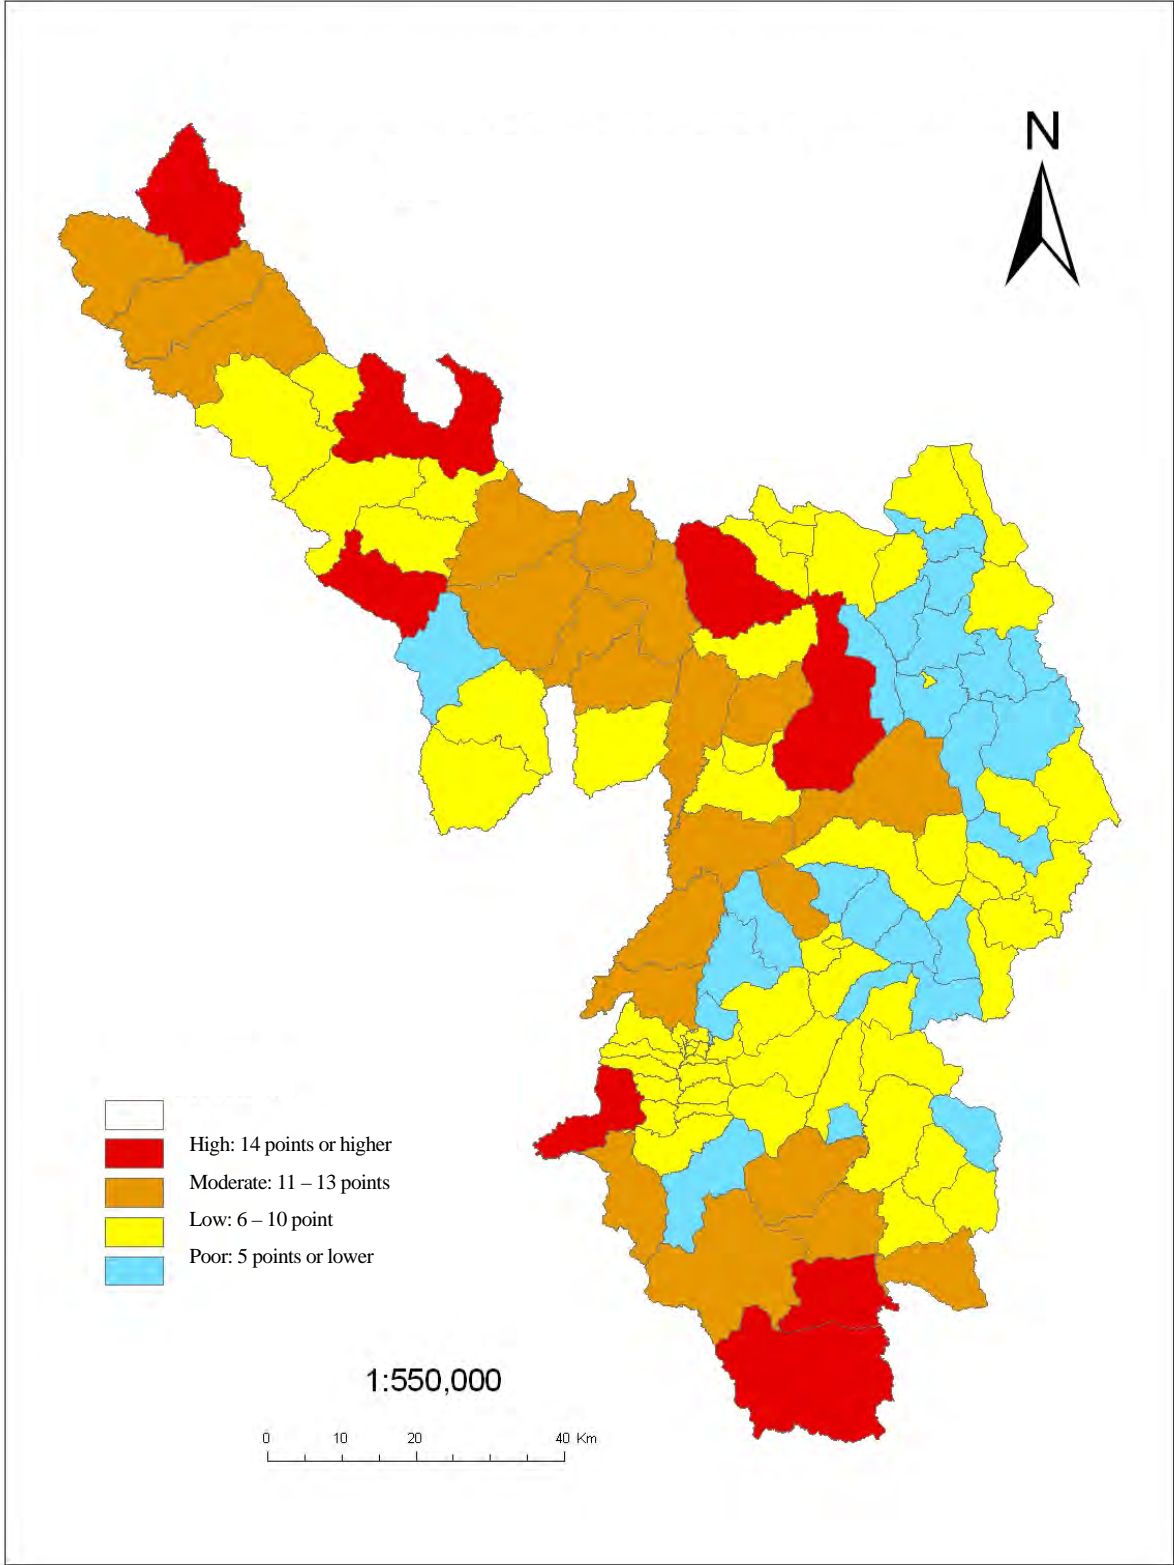 N
High: 14 points or higher
Moderate: 11 – 13 points
Low: 6 – 10 point
Poor: 5 points or lower
1:550,000
0 10 20 40 Km